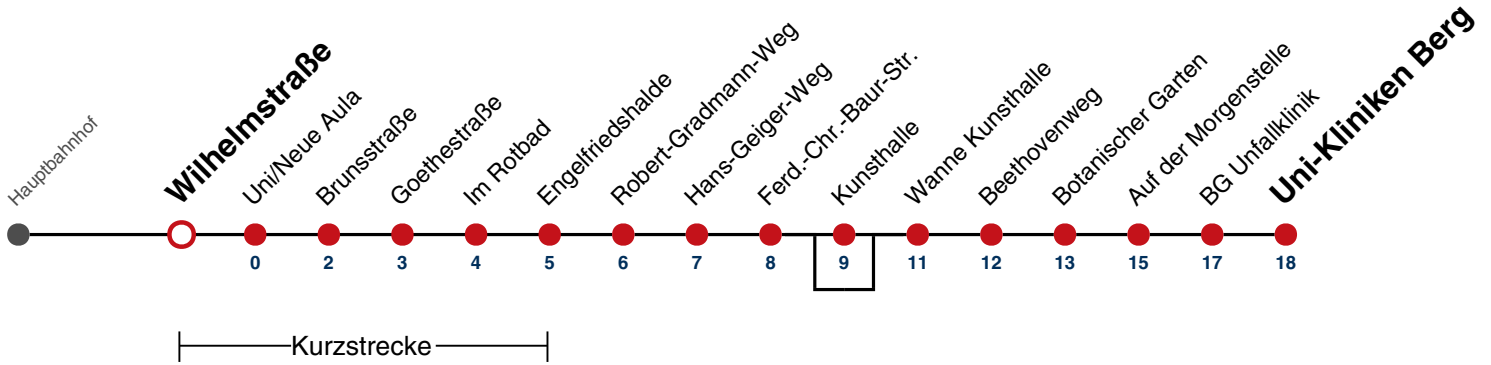 Hauptbahnhof
Wilhelmstraße
Uni/Neue Aula
Brunsstraße
Goethestraße
Im Rotbad
Engelfriedshalde
Robert-Gradmann-Weg
Hans-Geiger-Weg
Ferd.-Chr.-Baur-Str.
Kunsthalle
Wanne Kunsthalle
Beethovenweg
Botanischer Garten
Auf der Morgenstelle
BG Unfallklinik
Uni-Kliniken Berg
0 2 3 4 5 6 7 8 9 11 12 13 15 17 18
Kurzstrecke